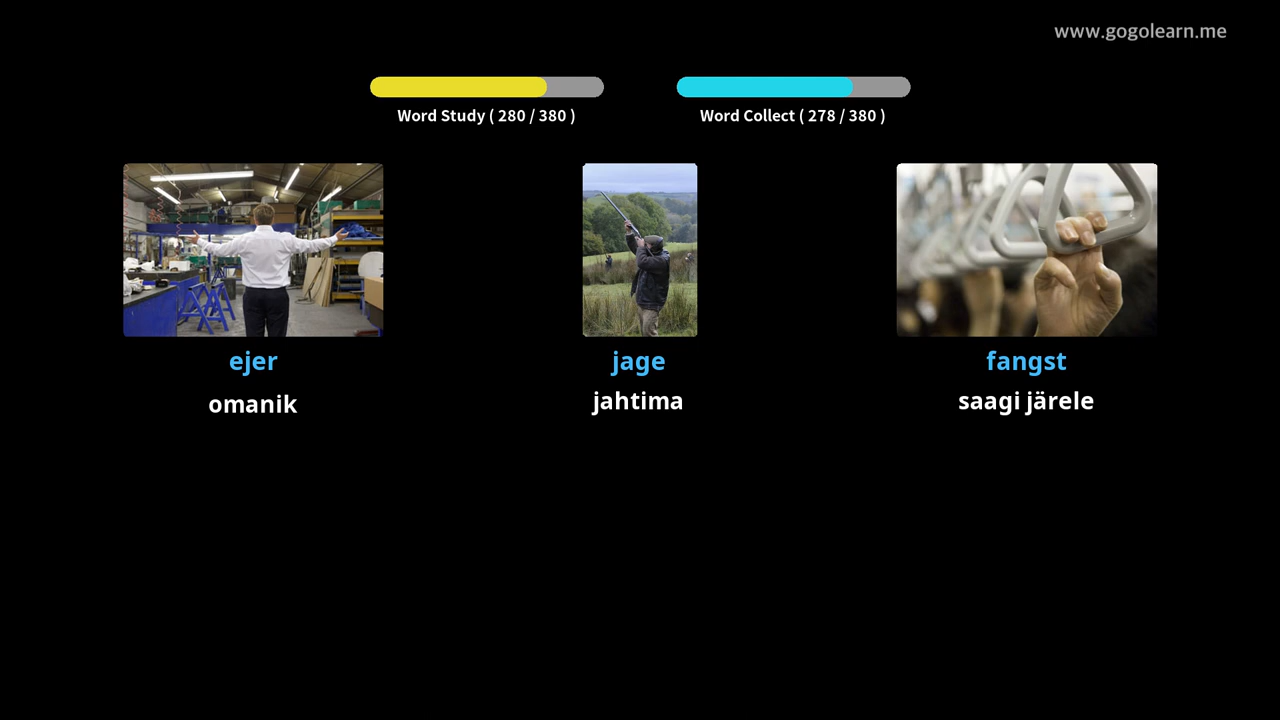 www.gogolearn.me
Word Study ( 280 / 380 )
Word Collect ( 278 / 380 )
ejer
jage
fangst
omanik
jahtima
saagi järele